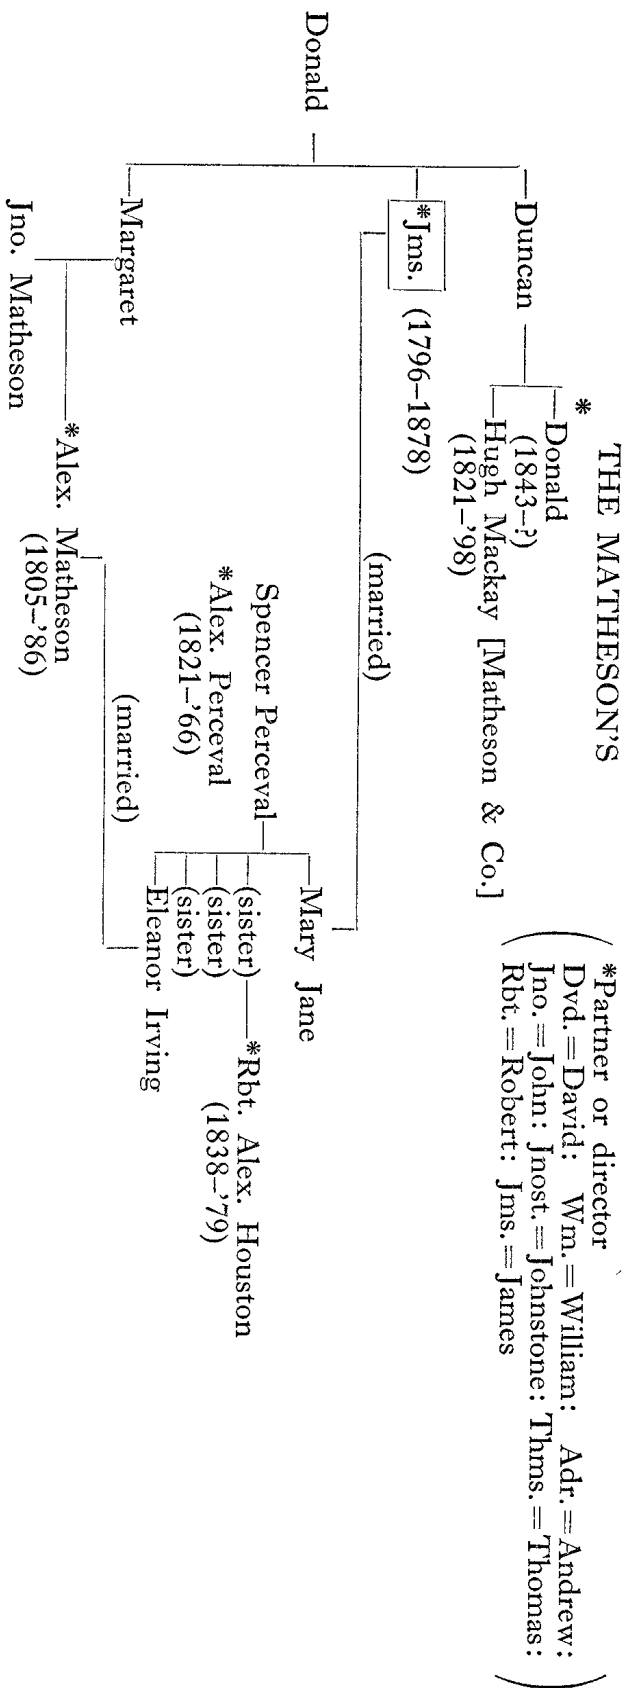 THE MATHESON'S
(*Partner or director
Dvd.=David: Wm.=William: Adr.=Andrew:
Jno.=John: Jnost.=Johnstone: Thms.=Thomas:
Rbt.=Robert: Jms.=James)
*
Donald
(1843–?)
Duncan
Hugh Mackay [Matheson & Co.]
(1821–'98)
*Jms. (1796–1878)
(married)
Donald
Mary Jane
Spencer Perceval
*Alex. Perceval
(1821–'66)
(sister)
*Rbt. Alex. Houston
(1838–'79)
(sister)
(sister)
Eleanor Irving
Margaret
(married)
*Alex. Matheson
(1805–'86)
Jno. Matheson